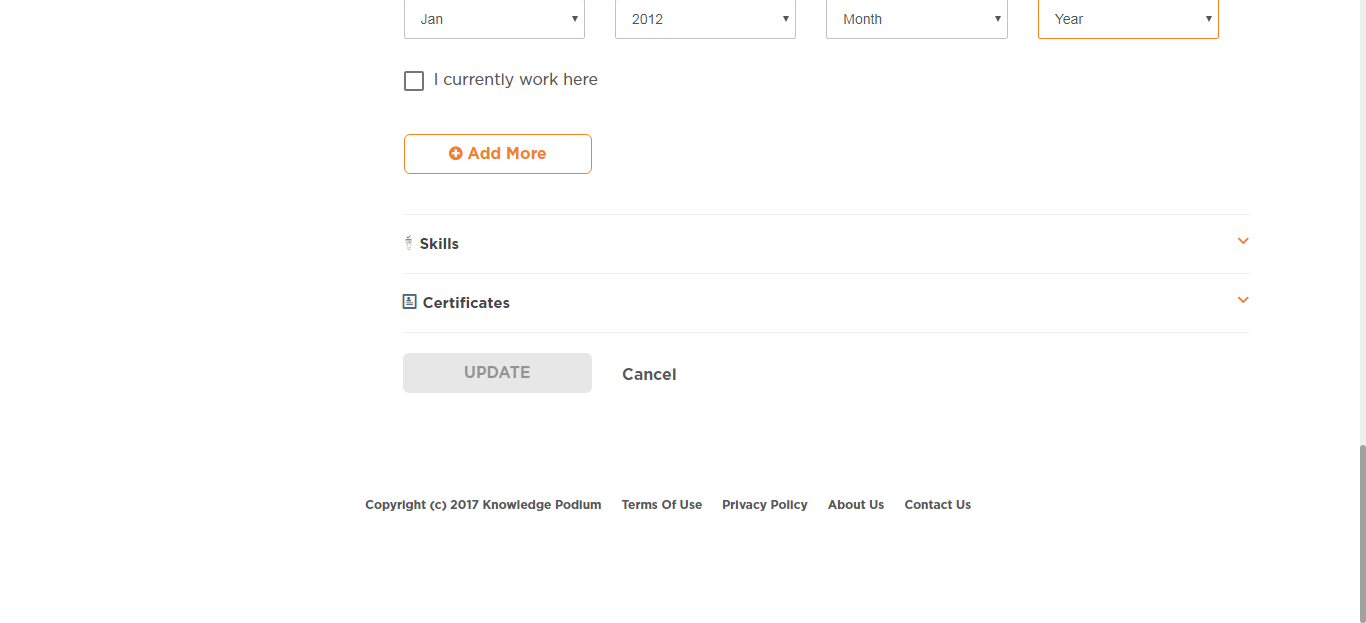 Jan 2012 Month Year
I currently work here
Add More
Skills
Certificates
UPDATE Cancel
Copyright (c) 2017 Knowledge Podium Terms Of Use Privacy Policy About Us Contact Us